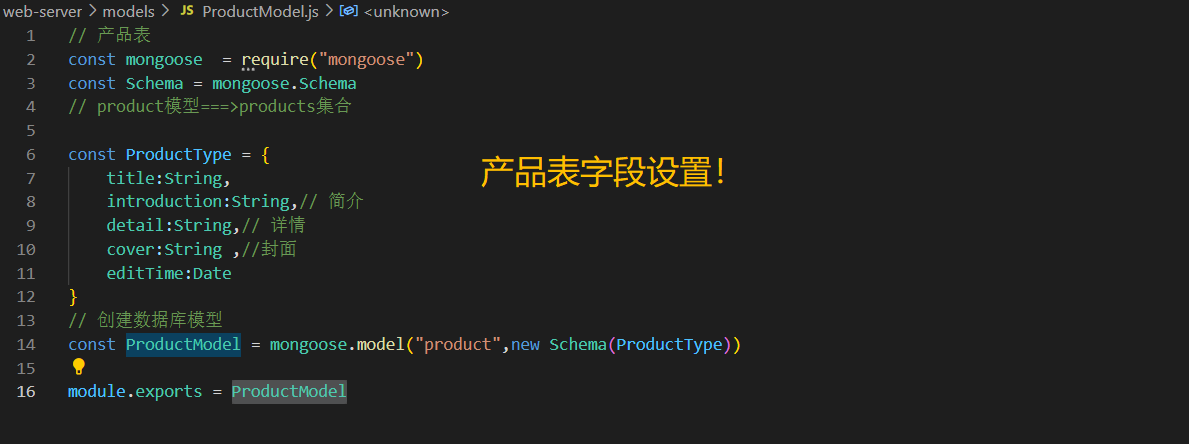 web-server > models > JS ProductModel.js > <unknown>
1 // 产品表
2 const mongoose  = require("mongoose")
3 const Schema = mongoose.Schema
4 // product模型===>products集合
5
6 const ProductType = {
产品表字段设置!
7     title:String,
8     introduction:String,// 简介
9     detail:String,// 详情
10     cover:String ,//封面
11     editTime:Date
12 }
13 // 创建数据库模型
14 const ProductModel = mongoose.model("product",new Schema(ProductType))
15
16 module.exports = ProductModel